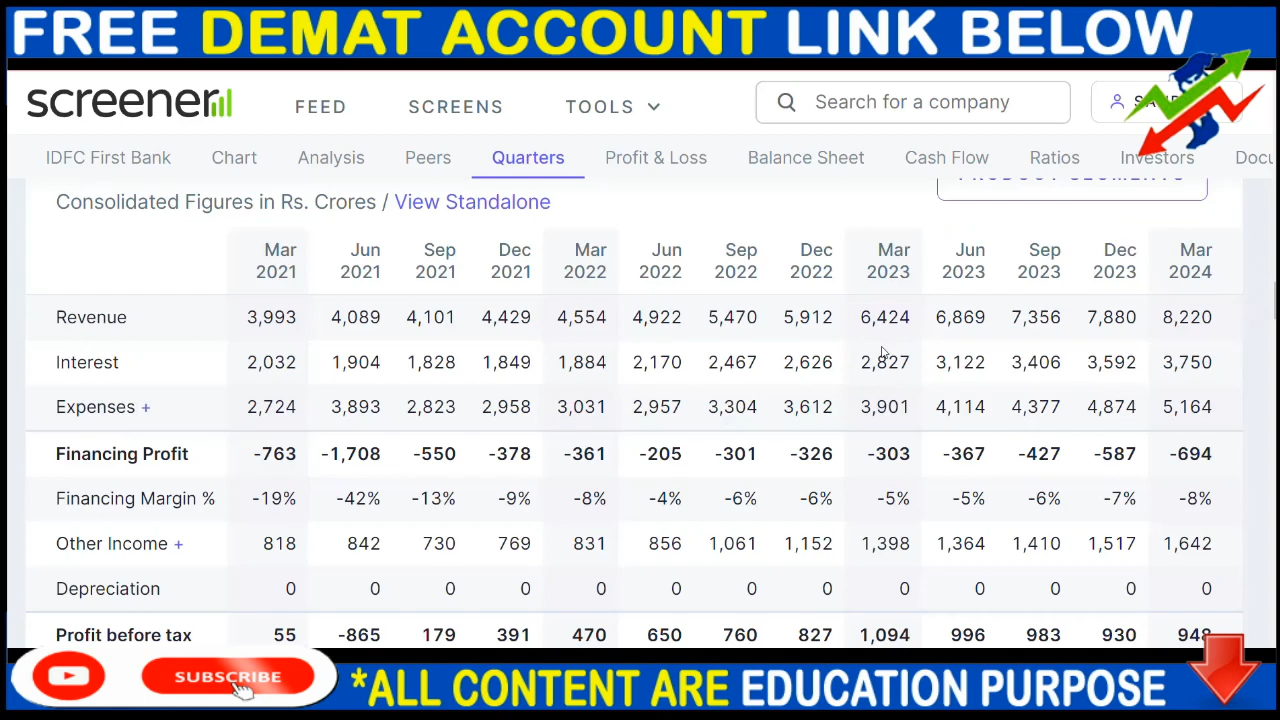 FREE DEMAT ACCOUNT LINK BELOW
screener
FEED SCREENS TOOLS Search for a company
IDFC First Bank Chart Analysis Peers Quarters Profit & Loss Balance Sheet Cash Flow Ratios Investors Docu
PRODUCT SEGMENTS
Consolidated Figures in Rs. Crores / View Standalone
Mar 2021 Jun 2021 Sep 2021 Dec 2021 Mar 2022 Jun 2022 Sep 2022 Dec 2022 Mar 2023 Jun 2023 Sep 2023 Dec 2023 Mar 2024
Revenue 3,993 4,089 4,101 4,429 4,554 4,922 5,470 5,912 6,424 6,869 7,356 7,880 8,220
Interest 2,032 1,904 1,828 1,849 1,884 2,170 2,467 2,626 2,827 3,122 3,406 3,592 3,750
Expenses + 2,724 3,893 2,823 2,958 3,031 2,957 3,304 3,612 3,901 4,114 4,377 4,874 5,164
Financing Profit -763 -1,708 -550 -378 -361 -205 -301 -326 -303 -367 -427 -587 -694
Financing Margin % -19% -42% -13% -9% -8% -4% -6% -6% -5% -5% -6% -7% -8%
Other Income + 818 842 730 769 831 856 1,061 1,152 1,398 1,364 1,410 1,517 1,642
Depreciation 0 0 0 0 0 0 0 0 0 0 0 0 0
Profit before tax 55 -865 179 391 470 650 760 827 1,094 996 983 930 948
SUBSCRIBE
*ALL CONTENT ARE EDUCATION PURPOSE